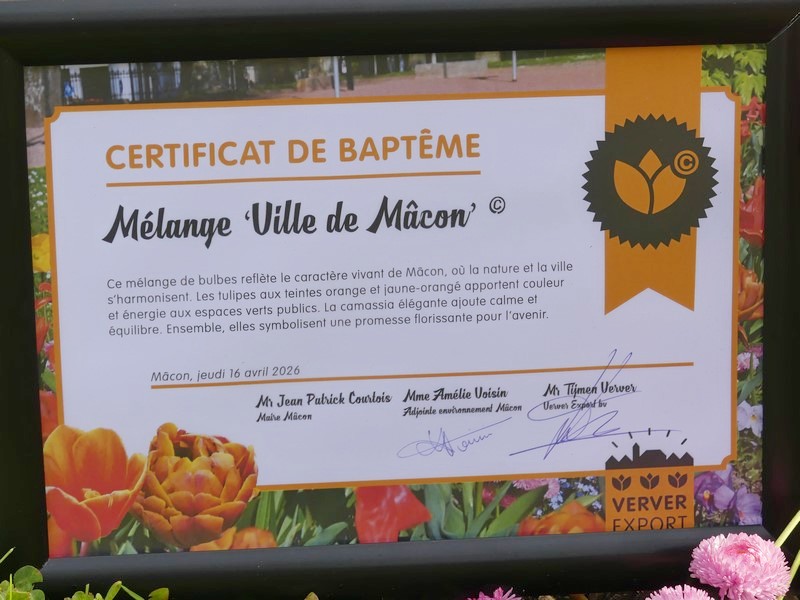 CERTIFICAT DE BAPTÊME
Mélange ‘Ville de Mâcon’ ©
©
Ce mélange de bulbes reflète le caractère vivant de Mâcon, où la nature et la ville
s’harmonisent. Les tulipes aux teintes orange et jaune-orangé apportent couleur
et énergie aux espaces verts publics. La camassia élégante ajoute calme et
équilibre. Ensemble, elles symbolisent une promesse florissante pour l’avenir.
Mâcon, jeudi 16 avril 2026
Mr Jean Patrick Courtois
Maire Mâcon
Mme Amélie Voisin
Adjointe environnement Mâcon
Mr Tijmen Verver
Verver Export bv
VERVER
EXPORT